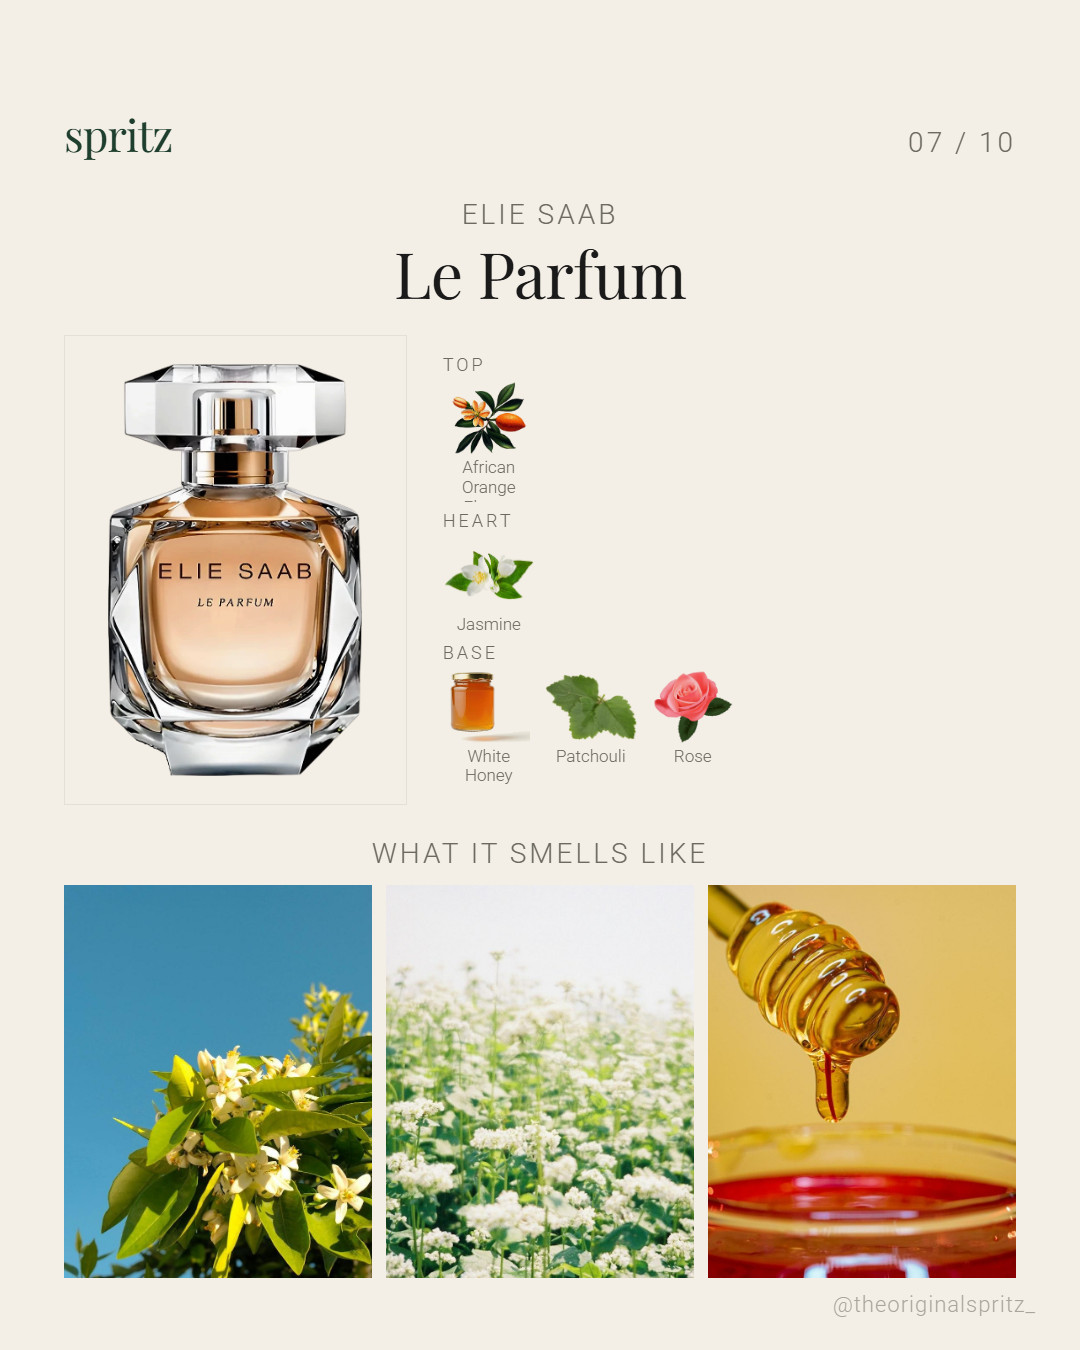 spritz
07 / 10
ELIE SAAB
Le Parfum
ELIE SAAB
LE PARFUM
TOP
African
Orange
HEART
Jasmine
BASE
White
Honey
Patchouli
Rose
WHAT IT SMELLS LIKE
@theoriginalspritz_